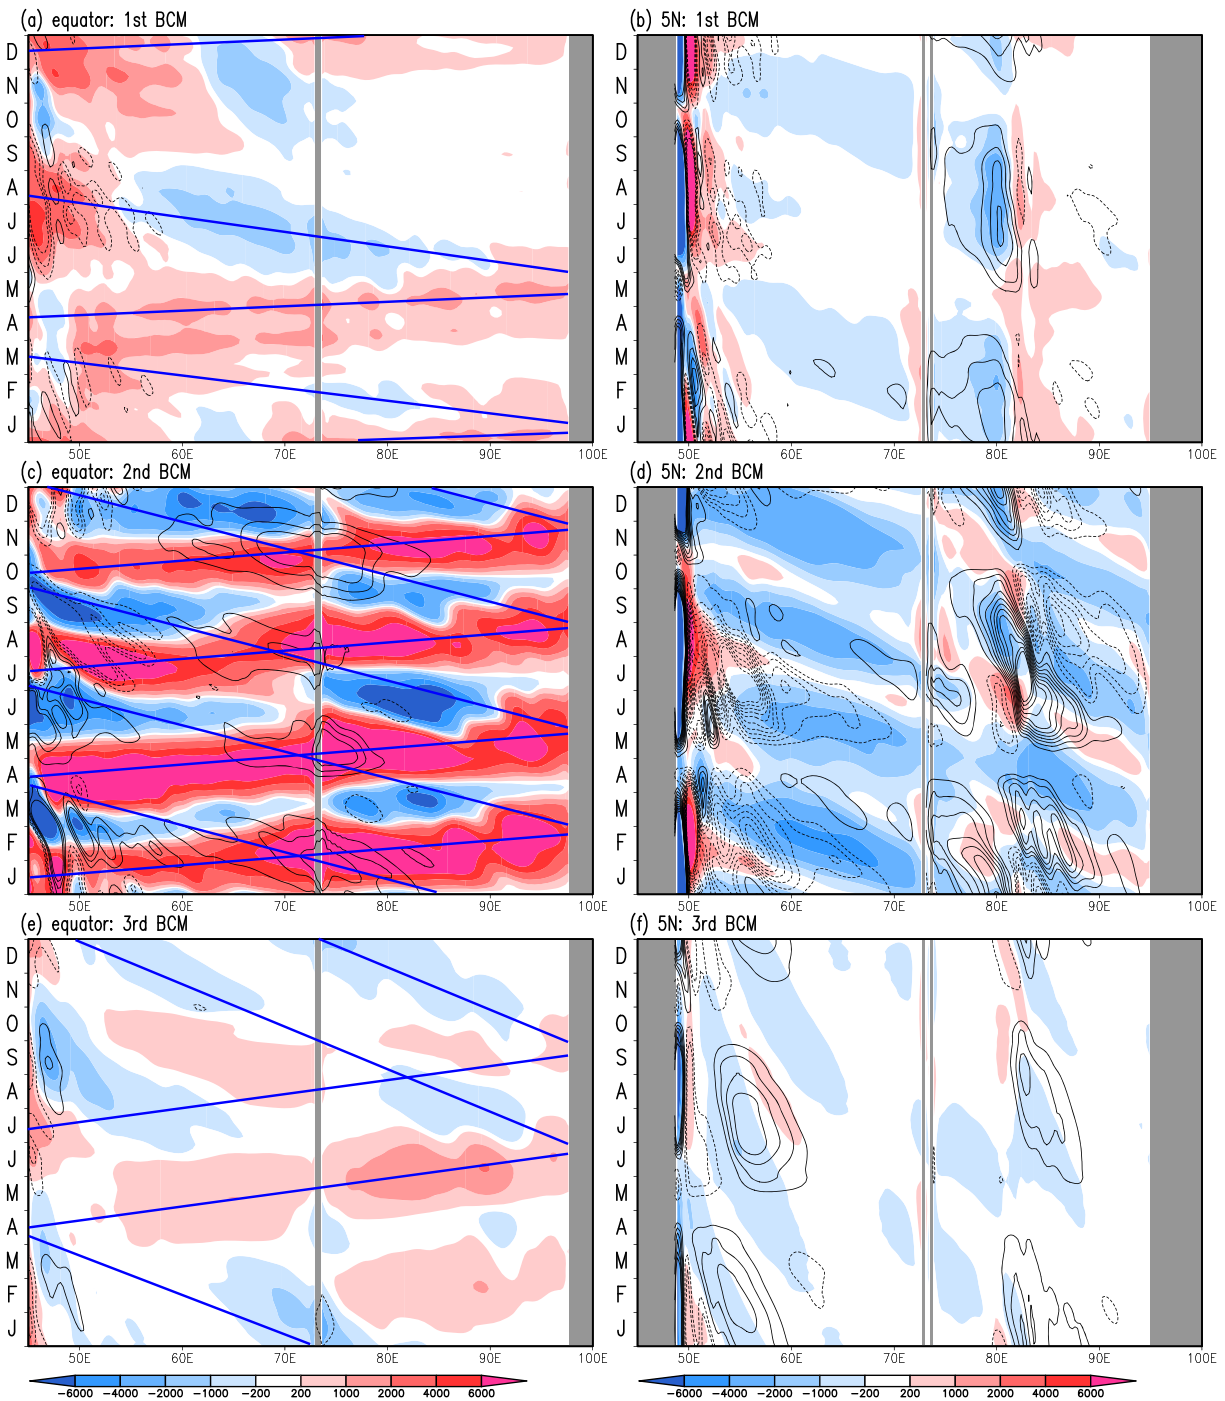 (a) equator: 1st BCM
D
N
O
S
A
J
J
M
A
M
F
J
50E 60E 70E 80E 90E 100E
(b) 5N: 1st BCM
D
N
O
S
A
J
J
M
A
M
F
J
50E 60E 70E 80E 90E 100E
(c) equator: 2nd BCM
D
N
O
S
A
J
J
M
A
M
F
J
50E 60E 70E 80E 90E 100E
(d) 5N: 2nd BCM
D
N
O
S
A
J
J
M
A
M
F
J
50E 60E 70E 80E 90E 100E
(e) equator: 3rd BCM
D
N
O
S
A
J
J
M
A
M
F
J
50E 60E 70E 80E 90E 100E
-6000 -4000 -2000 -1000 -200 200 1000 2000 4000 6000
(f) 5N: 3rd BCM
D
N
O
S
A
J
J
M
A
M
F
J
50E 60E 70E 80E 90E 100E
-6000 -4000 -2000 -1000 -200 200 1000 2000 4000 6000